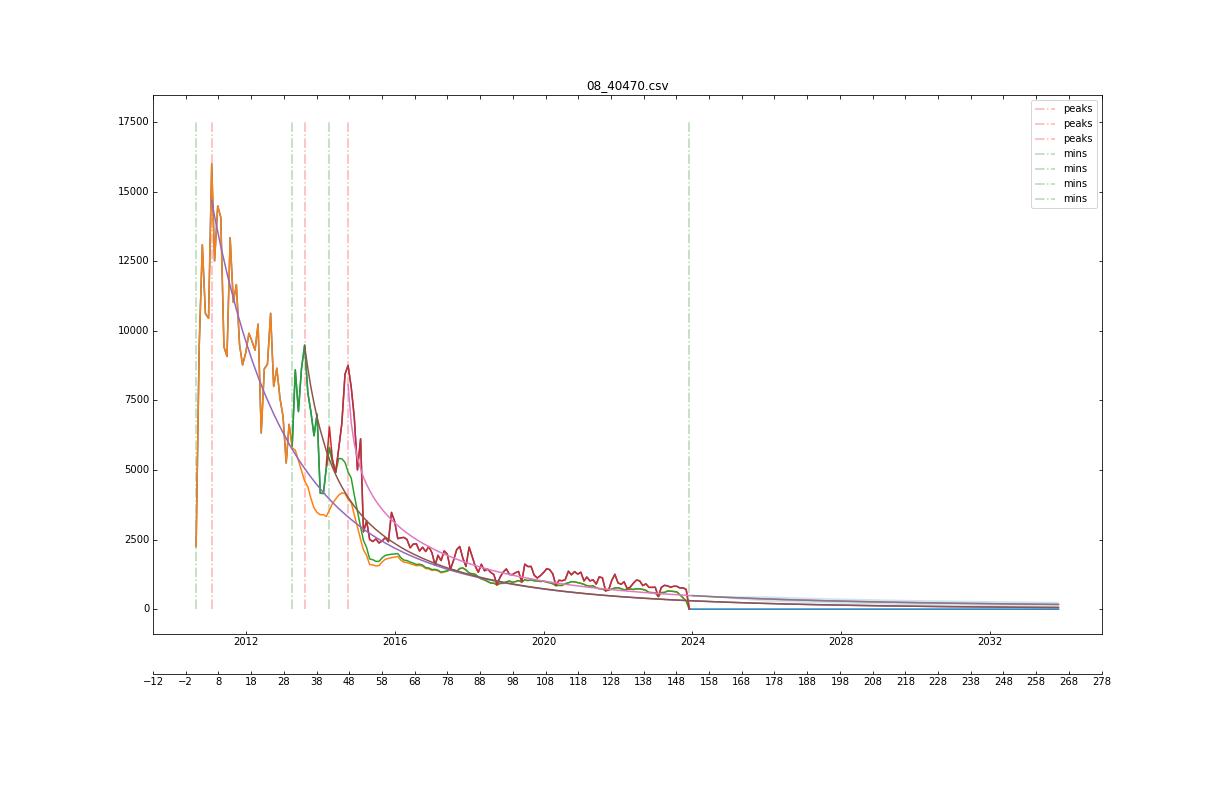 08_40470.csv
17500
15000
12500
10000
7500
5000
2500
0
peaks
peaks
peaks
mins
mins
mins
mins
2012 2016 2020 2024 2028 2032
−12 −2 8 18 28 38 48 58 68 78 88 98 108 118 128 138 148 158 168 178 188 198 208 218 228 238 248 258 268 278